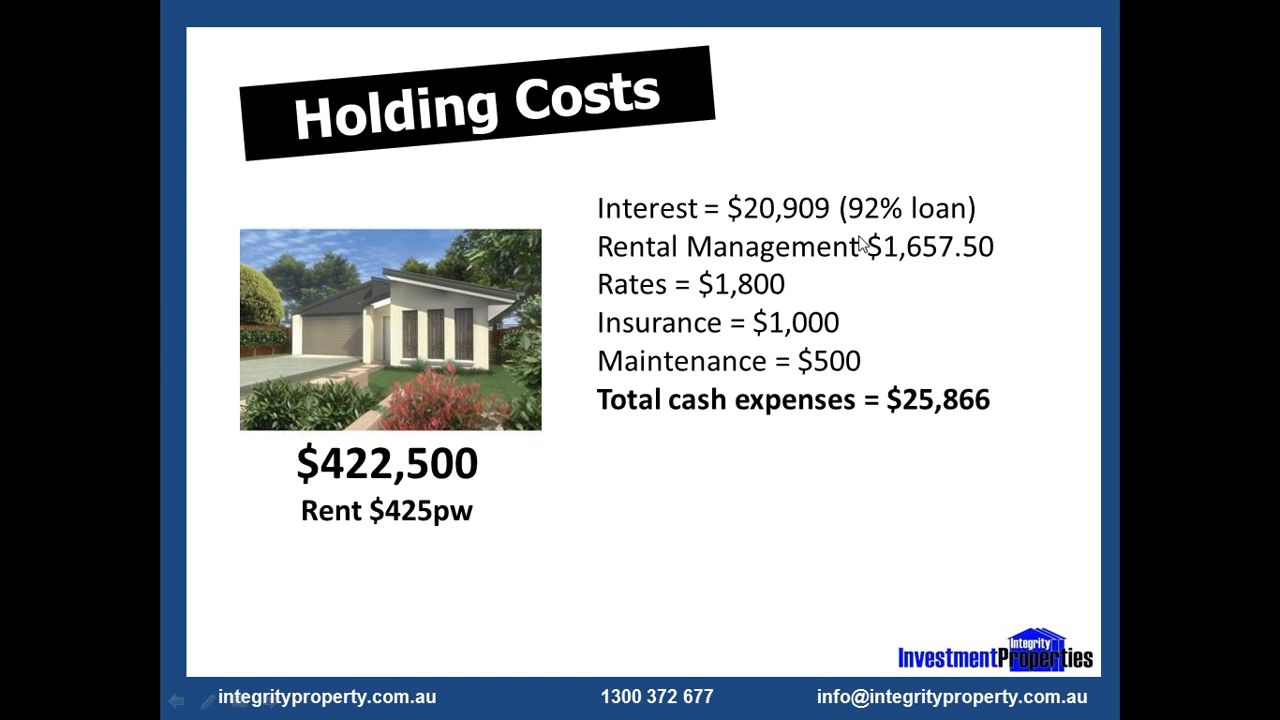 Holding Costs
Interest = $20,909 (92% loan)
Rental Management $1,657.50
Rates = $1,800
Insurance = $1,000
Maintenance = $500
Total cash expenses = $25,866
$422,500
Rent $425pw
Integrity
InvestmentProperties
integrityproperty.com.au
1300 372 677
info@integrityproperty.com.au